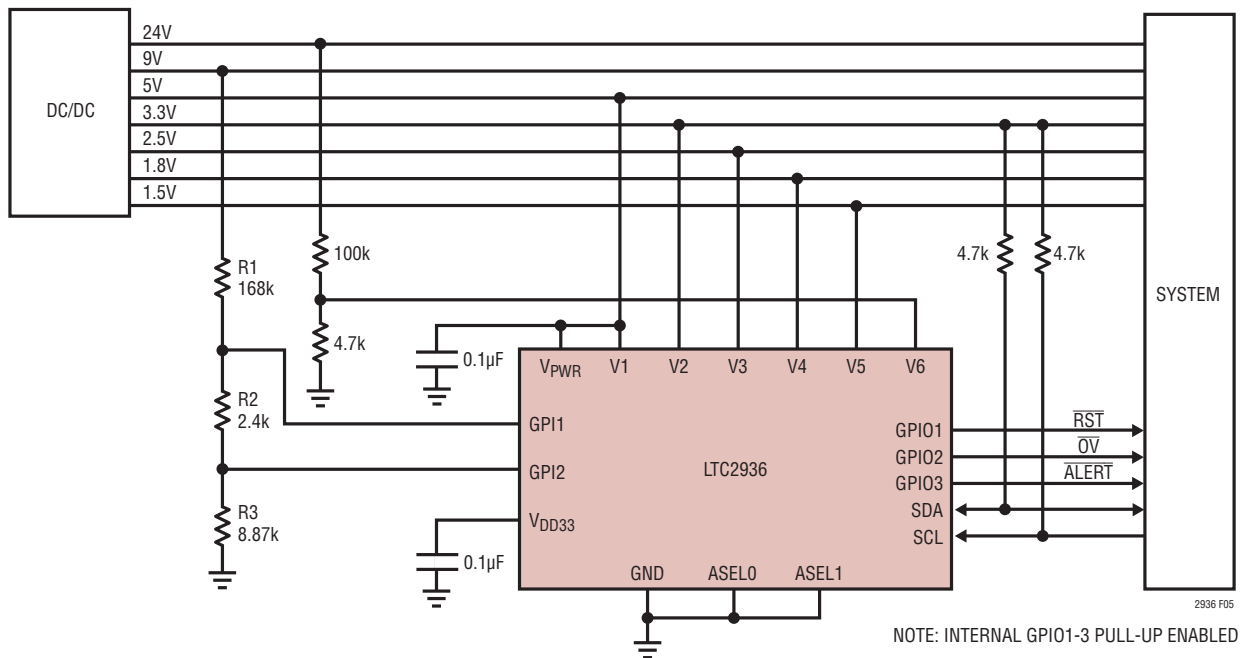 24V
9V
5V
3.3V
2.5V
1.8V
1.5V
DC/DC
SYSTEM
R1
168k
100k
4.7k
4.7k
4.7k
R2
2.4k
R3
8.87k
0.1µF
0.1µF
VPWR
V1
V2
V3
V4
V5
V6
GPI1
GPI2
VDD33
LTC2936
GPIO1
GPIO2
GPIO3
SDA
SCL
RST
OV
ALERT
GND
ASEL0
ASEL1
2936 F05
NOTE: INTERNAL GPIO1-3 PULL-UP ENABLED